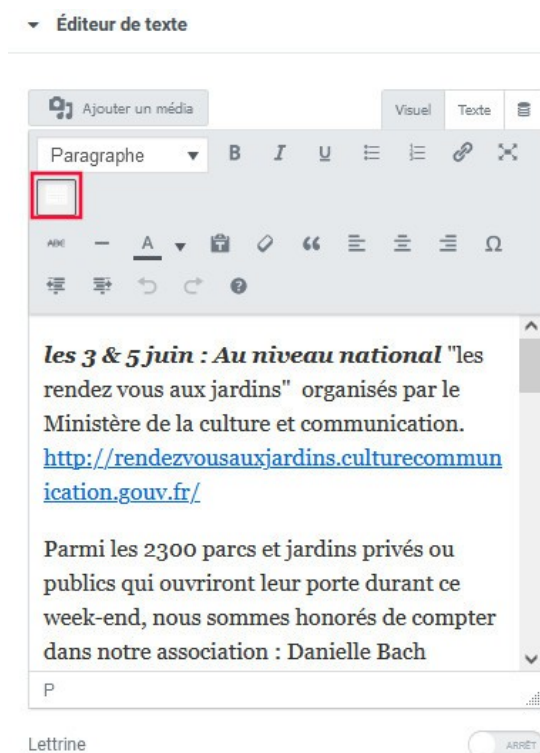 Éditeur de texte
Ajouter un média
Visuel Texte
Paragraphe B I U
ABC A “ Ω
?
les 3 & 5 juin : Au niveau national "les
rendez vous aux jardins" organisés par le
Ministère de la culture et communication.
http://rendezvousauxjardins.culturecommun
ication.gouv.fr/
Parmi les 2300 parcs et jardins privés ou
publics qui ouvriront leur porte durant ce
week-end, nous sommes honorés de compter
dans notre association : Danielle Bach
P
Lettrine ARRÊT